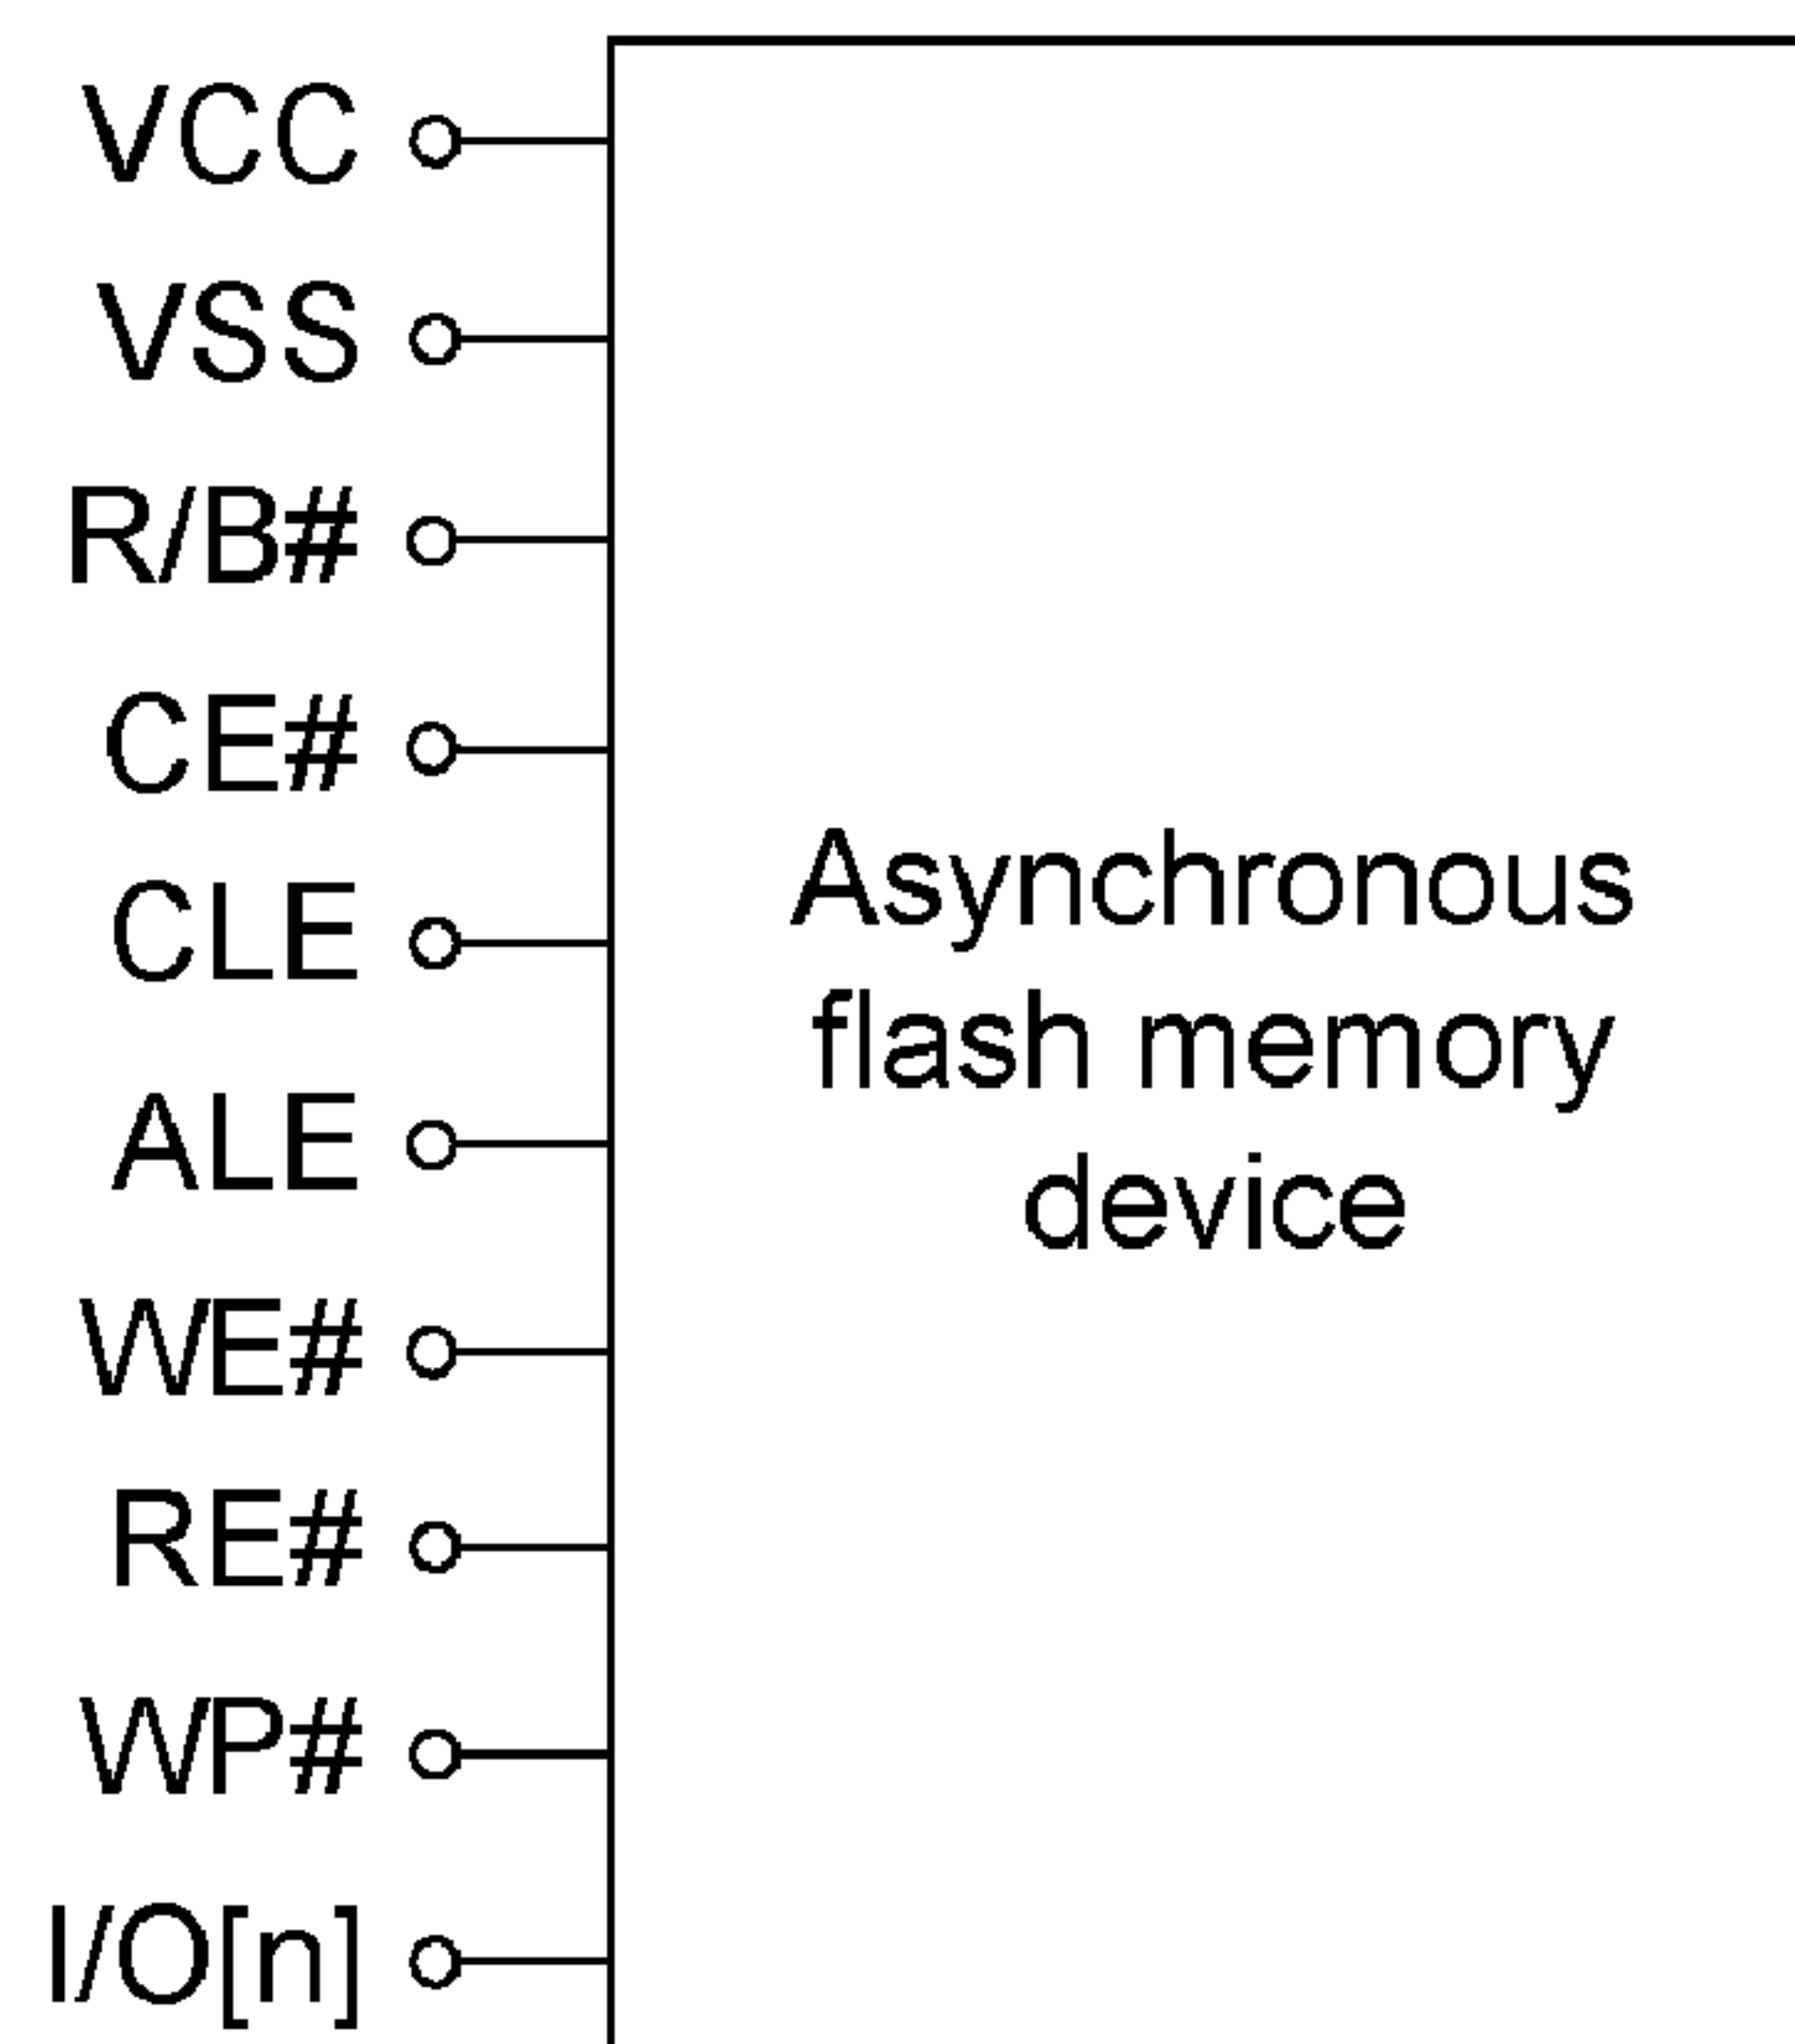 VCC
VSS
R/B#
CE#
CLE
ALE
WE#
RE#
WP#
I/O[n]
Asynchronous
flash memory
device